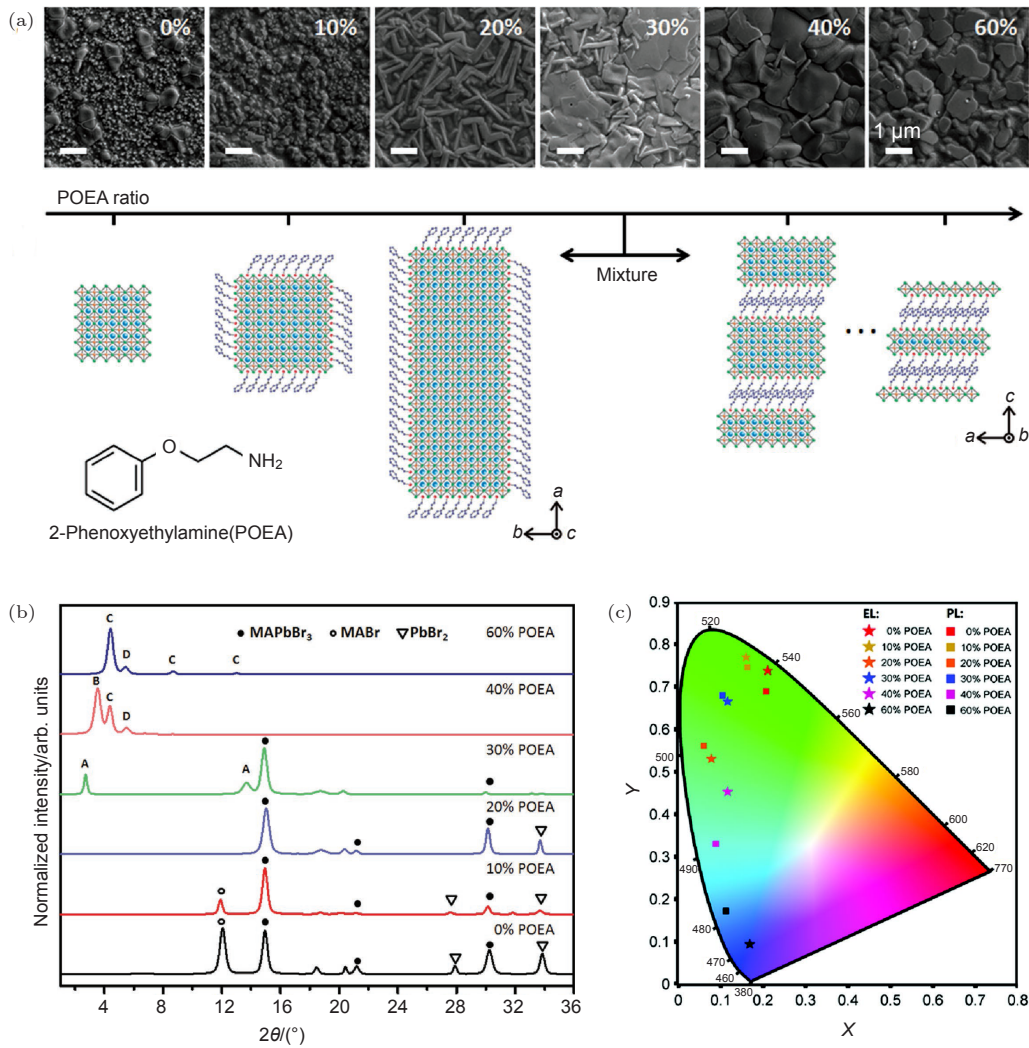 (a)
0%
10%
20%
30%
40%
60%
1 μm
POEA ratio
Mixture
NH₂
O
2-Phenoxyethylamine(POEA)
a
b
c
c
a
b
(b)
(c)
Normalized intensity/arb. units
● MAPbBr₃ ○ MABr ▽ PbBr₂
60% POEA
C
D
C
C
40% POEA
B
C
D
30% POEA
A
A
20% POEA
10% POEA
0% POEA
4 8 12 16 20 24 28 32 36
2θ/(°)
EL: PL:
0% POEA 0% POEA
10% POEA 10% POEA
20% POEA 20% POEA
30% POEA 30% POEA
40% POEA 40% POEA
60% POEA 60% POEA
520
540
560
580
600
620
770
500
490
480
470
460
380
0.9
0.8
0.7
0.6
0.5
0.4
0.3
0.2
0.1
0
Y
0 0.1 0.2 0.3 0.4 0.5 0.6 0.7 0.8
X